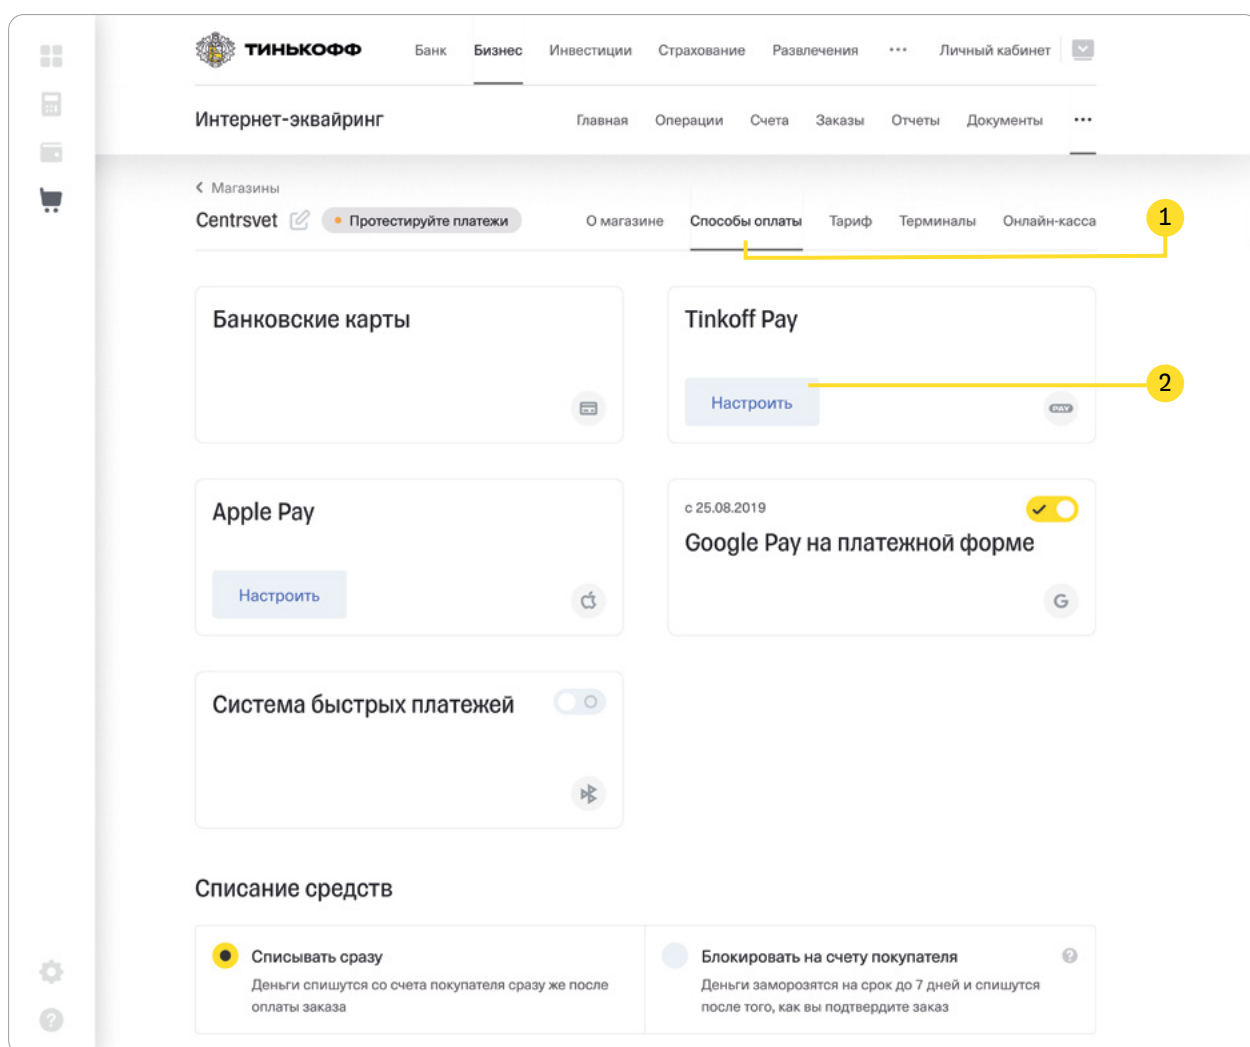 ТИНЬКОФФ Банк Бизнес Инвестиции Страхование Развлечения ··· Личный кабинет
Интернет-эквайринг Главная Операции Счета Заказы Отчеты Документы ···
Магазины
Centrsvet • Протестируйте платежи О магазине Способы оплаты Тариф Терминалы Онлайн-касса 1
Банковские карты
Tinkoff Pay
Настроить 2
PAY
Apple Pay
Настроить
с 25.08.2019
Google Pay на платежной форме
G
Система быстрых платежей
Списание средств
Списывать сразу
Деньги спишутся со счета покупателя сразу же после
оплаты заказа
Блокировать на счету покупателя ?
Деньги заморозятся на срок до 7 дней и спишутся
после того, как вы подтвердите заказ
?